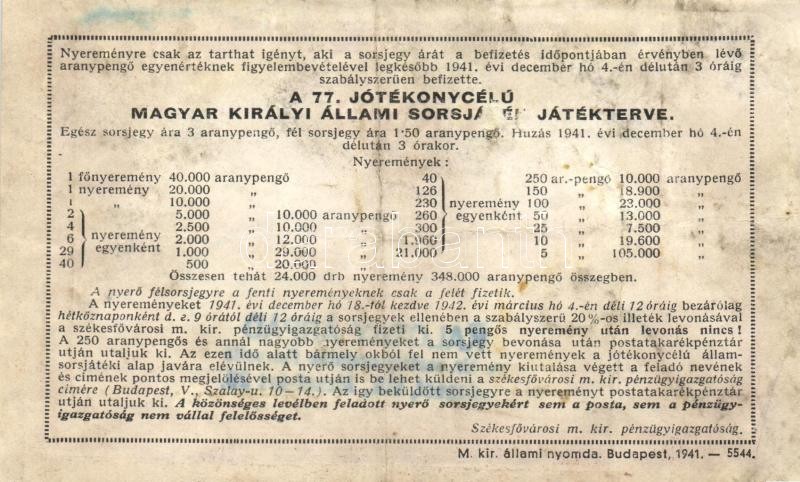 Nyereményre csak az tarthat igényt, aki a sorsjegy árát a befizetés időpontjában érvényben lévő
aranypengő egyenértéknek figyelembevételével legkésőbb 1941. évi december hó 4.-én délután 3 óráig
szabályszerűen befizette.
A 77. JÓTÉKONYCÉLÚ
MAGYAR KIRÁLYI ÁLLAMI SORSJÁ JÁTÉKTERVE.
Egész sorsjegy ára 3 aranypengő, fél sorsjegy ára 1·50 aranypengő. Huzás 1941. évi december hó 4.-én
délután 3 órakor.
Nyeremények :
1 főnyeremény 40.000 aranypengő 40 250 ar.-pengő 10.000 aranypengő
1 nyeremény 20.000 „ 126 150 „ 18.900 „
1 „ 10.000 „ 230 nyeremény 100 „ 23.000 „
2 5.000 „ 10.000 aranypengő 260 egyenként 50 „ 13.000 „
4 nyeremény 2.500 „ 10.000 „ 300 25 „ 7.500 „
6 egyenként 2.000 „ 12.000 „ 1.960 10 „ 19.600 „
29 1.000 „ 29.000 „ 21.000 5 „ 105.000 „
40 500 „ 20.000 „
Összesen tehát 24.000 drb nyeremény 348.000 aranypengő összegben.
A nyerő félsorsjegyre a fenti nyereményeknek csak a felét fizetik.
A nyereményeket 1941. évi december hó 18.-tól kezdve 1942. évi március hó 4.-én déli 12 óráig bezárólag
hétköznaponként d. e. 9 órától déli 12 óráig a sorsjegyek ellenében a szabályszerű 20%-os illeték levonásával
a székesfővárosi m. kir. pénzügyigazgatóság fizeti ki. 5 pengős nyeremény után levonás nincs!
A 250 aranypengős és annál nagyobb nyereményeket a sorsjegy bevonása után postatakarékpénztár
utján utaljuk ki. Az ezen idő alatt bármely okból fel nem vett nyeremények a jótékonycélú állam-
sorsjátéki alap javára elévülnek. A nyerő sorsjegyeket a nyeremény kiutalása végett a feladó nevének
és címének pontos megjelölésével posta utján is be lehet küldeni a székesfővárosi m. kir. pénzügyigazgatóság
címére (Budapest, V., Szalay-u. 10—14.). Az így beküldött sorsjegyre a nyereményt postatakarékpénztár
utján utaljuk ki. A közönséges levélben feladott nyerő sorsjegyekért sem a posta, sem a pénzügy-
igazgatóság nem vállal felelősséget.
Székesfővárosi m. kir. pénzügyigazgatóság.
M. kir. állami nyomda. Budapest, 1941. — 5544.